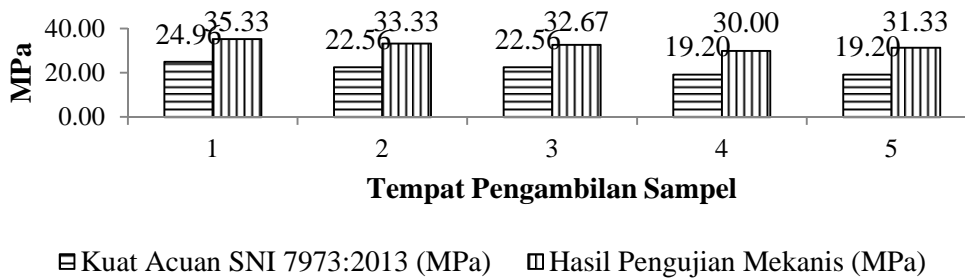 40.00
20.00
0.00
MPa
24.96 35.33 22.56 33.33 22.56 32.67 19.20 30.00 19.20 31.33
1 2 3 4 5
Tempat Pengambilan Sampel
Kuat Acuan SNI 7973:2013 (MPa) Hasil Pengujian Mekanis (MPa)